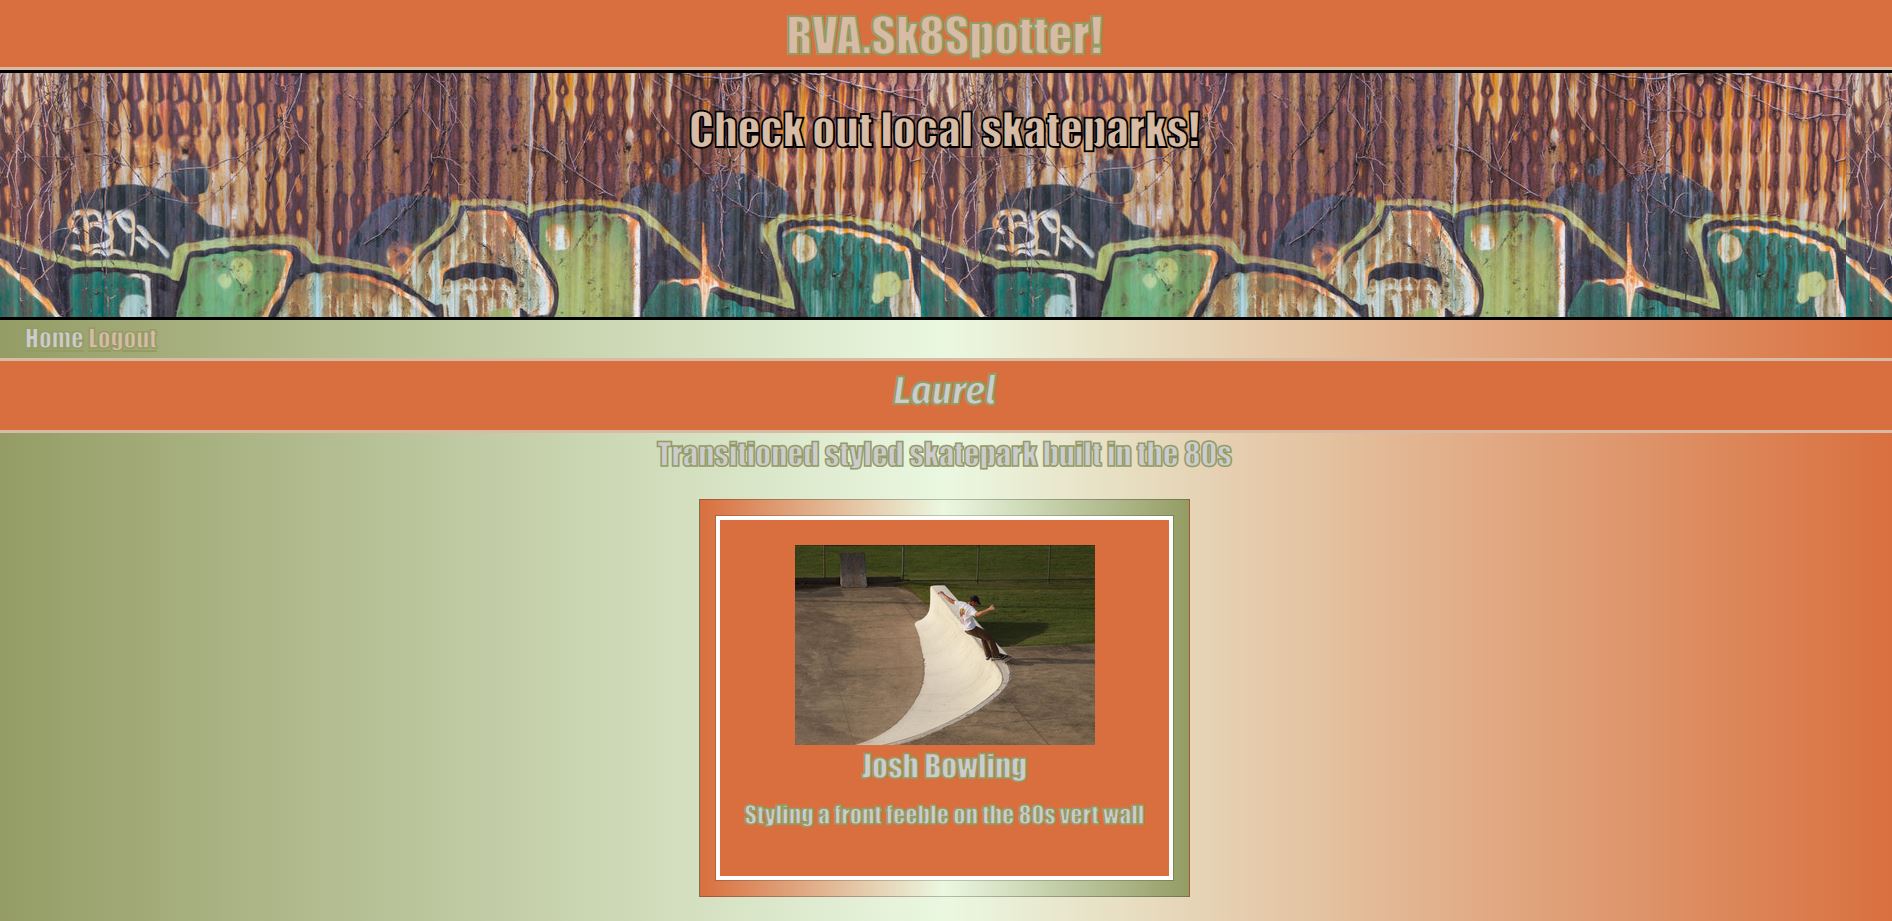 RVA.Sk8Spotter!
Check out local skateparks!
Home Logout
Laurel
Transitioned styled skatepark built in the 80s
Josh Bowling
Styling a front feeble on the 80s vert wall